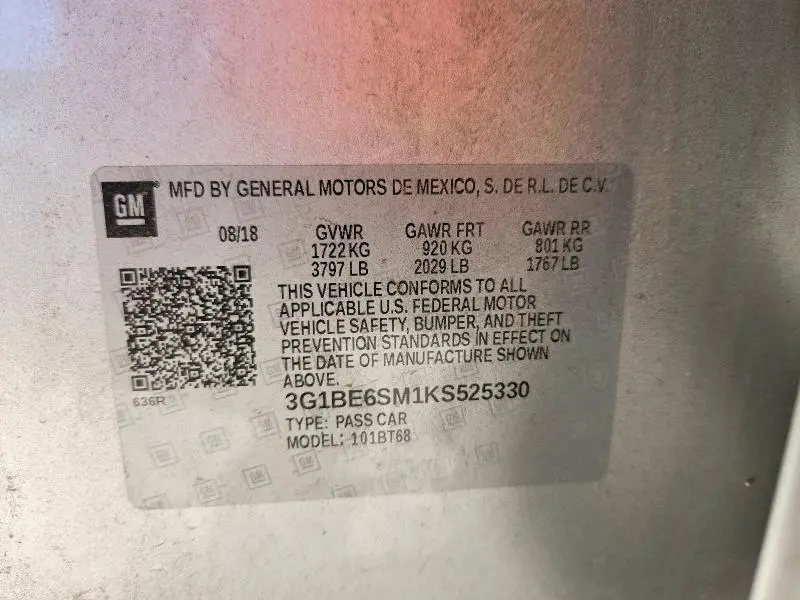 GM
MFD BY GENERAL MOTORS DE MEXICO, S. DE R.L. DE C.V.
08/18 GVWR GAWR FRT GAWR RR
1722 KG 920 KG 801 KG
3797 LB 2029 LB 1767 LB
THIS VEHICLE CONFORMS TO ALL
APPLICABLE U.S. FEDERAL MOTOR
VEHICLE SAFETY, BUMPER, AND THEFT
PREVENTION STANDARDS IN EFFECT ON
THE DATE OF MANUFACTURE SHOWN
ABOVE.
636R
3G1BE6SM1KS525330
TYPE: PASS CAR
MODEL: 101BT68